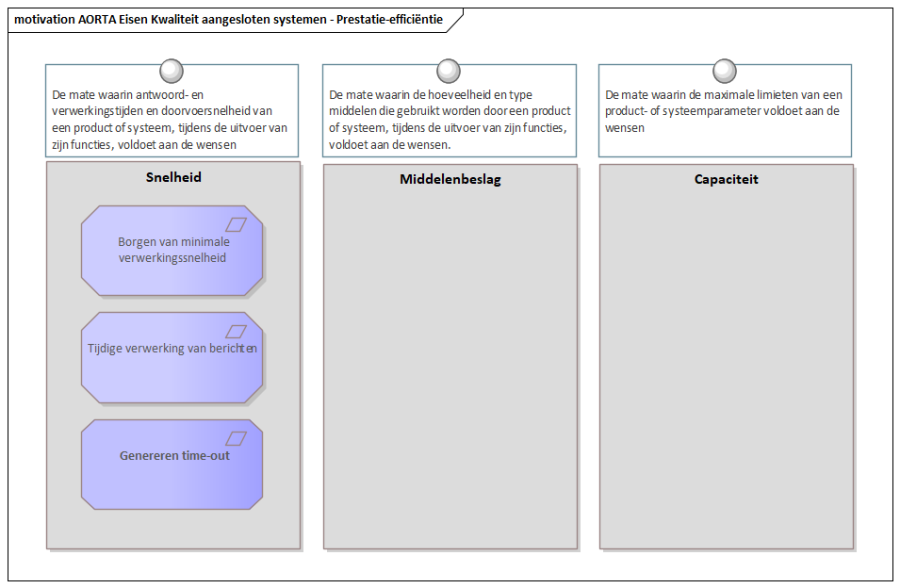 motivation AORTA Eisen Kwaliteit aangesloten systemen - Prestatie-efficiëntie
De mate waarin antwoord- en
verwerkingstijden en doorvoersnelheid van
een product of systeem, tijdens de uitvoer van
zijn functies, voldoet aan de wensen
De mate waarin de hoeveelheid en type
middelen die gebruikt worden door een product
of systeem, tijdens de uitvoer van zijn functies,
voldoet aan de wensen.
De mate waarin de maximale limieten van een
product- of systeemparameter voldoet aan de
wensen
Snelheid
Borgen van minimale
verwerkingssnelheid
Tijdige verwerking van berichten
Genereren time-out
Middelenbeslag
Capaciteit